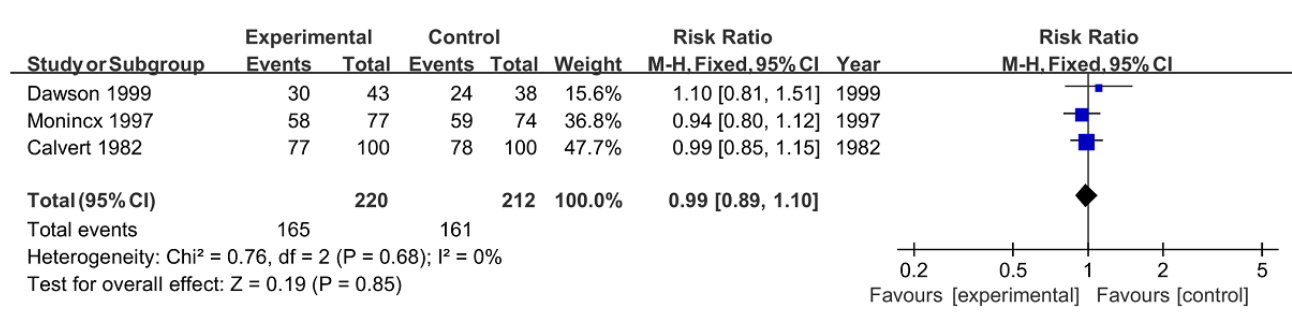 Experimental Control Risk Ratio Risk Ratio
Study or Subgroup Events Total Events Total Weight M-H, Fixed, 95% CI Year M-H, Fixed, 95% CI
Dawson 1999 30 43 24 38 15.6% 1.10 [0.81, 1.51] 1999
Monincx 1997 58 77 59 74 36.8% 0.94 [0.80, 1.12] 1997
Calvert 1982 77 100 78 100 47.7% 0.99 [0.85, 1.15] 1982
Total (95% CI) 220 212 100.0% 0.99 [0.89, 1.10]
Total events 165 161
Heterogeneity: Chi² = 0.76, df = 2 (P = 0.68); I² = 0%
Test for overall effect: Z = 0.19 (P = 0.85)
0.2 0.5 1 2 5
Favours [experimental] Favours [control]